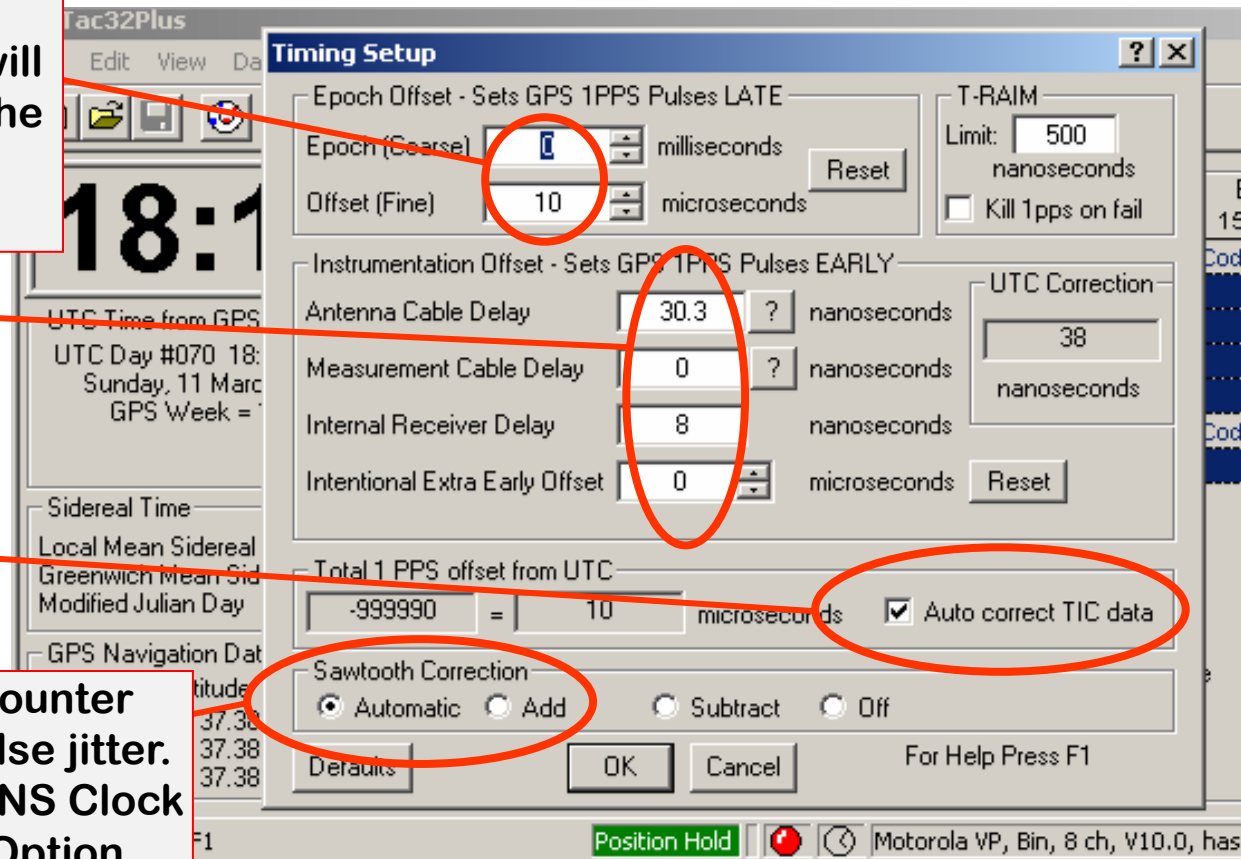 Tac32Plus
Edit View Da
will
he
18:1
UTC Time from GPS
UTC Day #070 18:
Sunday, 11 Marc
GPS Week =
Sidereal Time
Local Mean Sidereal
Greenwich Mean Sid
Modified Julian Day
GPS Navigation Dat
titude
37.38
37.38
37.38
ounter
lse jitter.
NS Clock
Option
Timing Setup
Epoch Offset - Sets GPS 1PPS Pulses LATE
Epoch (Coarse) 0 milliseconds
Offset (Fine) 10 microseconds
Reset
T-RAIM
Limit: 500
nanoseconds
Kill 1pps on fail
Instrumentation Offset - Sets GPS 1PPS Pulses EARLY
Antenna Cable Delay 30.3 ? nanoseconds
Measurement Cable Delay 0 ? nanoseconds
Internal Receiver Delay 8 nanoseconds
Intentional Extra Early Offset 0 microseconds Reset
UTC Correction
38
nanoseconds
Total 1 PPS offset from UTC
-999990 = 10 microseconds Auto correct TIC data
Sawtooth Correction
Automatic Add Subtract Off
Defaults OK Cancel For Help Press F1
15
Cod
Cod
F1
Position Hold Motorola VP, Bin, 8 ch, V10.0, has